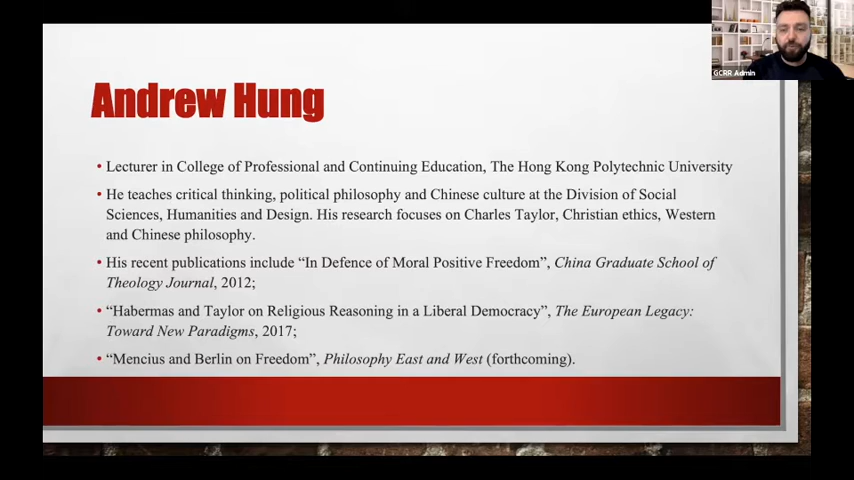 GCRR Admin
Andrew Hung
• Lecturer in College of Professional and Continuing Education, The Hong Kong Polytechnic University
• He teaches critical thinking, political philosophy and Chinese culture at the Division of Social
Sciences, Humanities and Design. His research focuses on Charles Taylor, Christian ethics, Western
and Chinese philosophy.
• His recent publications include “In Defence of Moral Positive Freedom”, China Graduate School of
Theology Journal, 2012;
• “Habermas and Taylor on Religious Reasoning in a Liberal Democracy”, The European Legacy:
Toward New Paradigms, 2017;
• “Mencius and Berlin on Freedom”, Philosophy East and West (forthcoming).